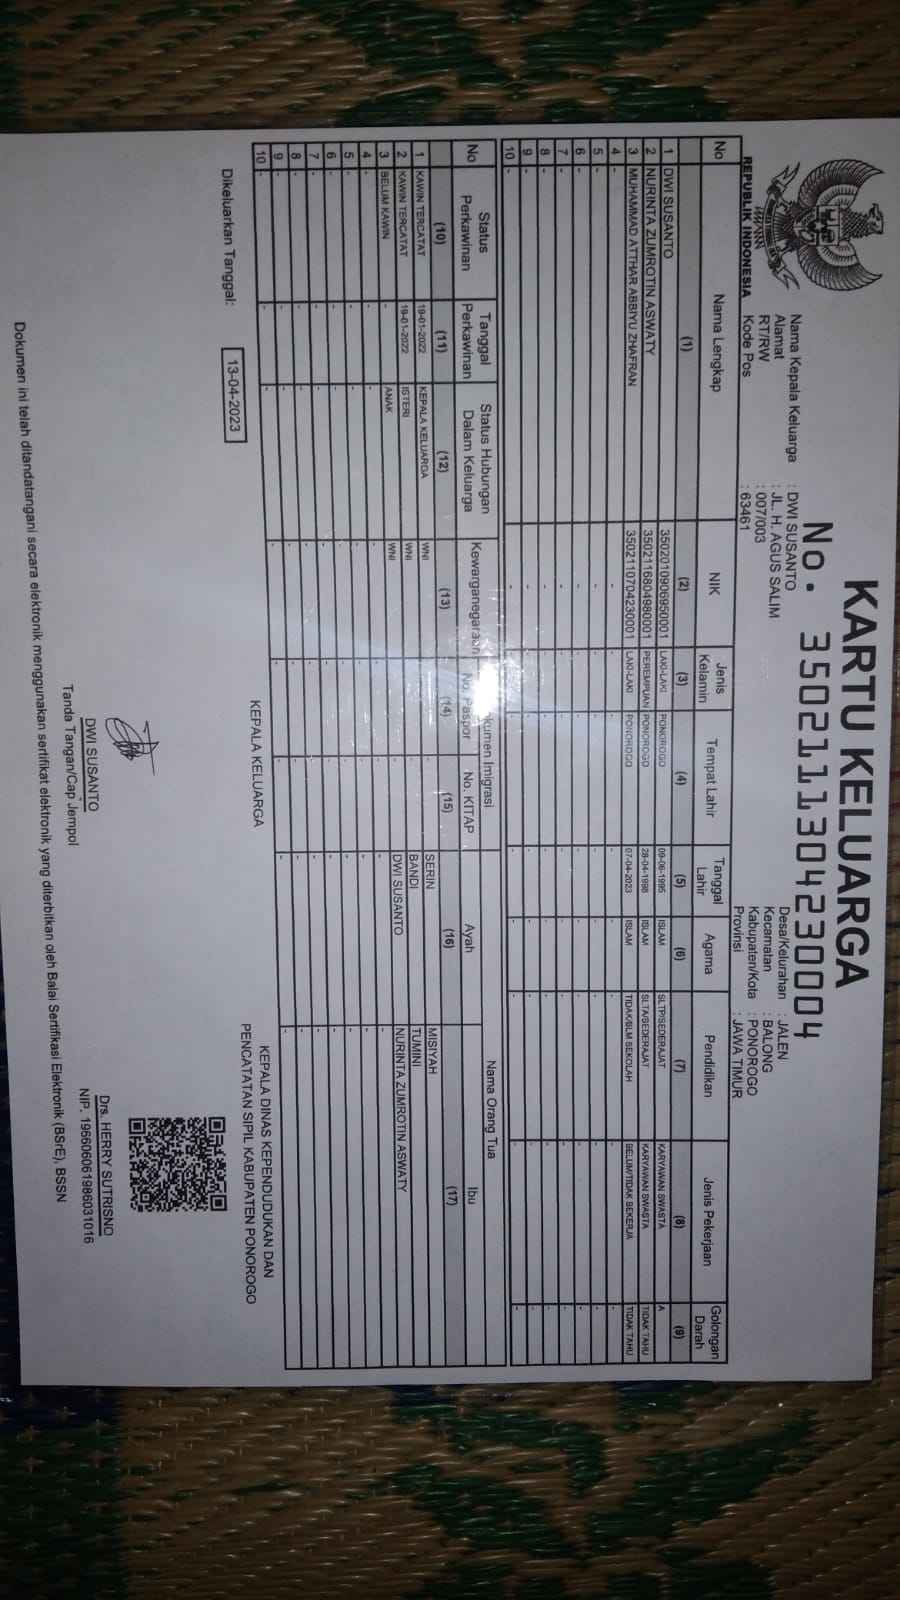 KARTU KELUARGA
No. 3502111304230004
REPUBLIK INDONESIA
Nama Kepala Keluarga : DWI SUSANTO
Alamat : JL. H. AGUS SALIM
RT/RW : 007/003
Kode Pos : 63461
Desa/Kelurahan : JALEN
Kecamatan : BALONG
Kabupaten/Kota : PONOROGO
Provinsi : JAWA TIMUR
No Nama Lengkap NIK Jenis Kelamin Tempat Lahir Tanggal Lahir Agama Pendidikan Jenis Pekerjaan Golongan Darah
(1) (2) (3) (4) (5) (6) (7) (8) (9)
1 DWI SUSANTO 3502010906950001 LAKI-LAKI PONOROGO 09-06-1995 ISLAM SLTP/SEDERAJAT KARYAWAN SWASTA A
2 NURINTA ZUMROTIN ASWATY 3502116804980001 PEREMPUAN PONOROGO 28-04-1998 ISLAM SLTA/SEDERAJAT KARYAWAN SWASTA TIDAK TAHU
3 MUHAMMAD ATTHAR ABBIYU ZHAFRAN 3502110704230001 LAKI-LAKI PONOROGO 07-04-2023 ISLAM TIDAK/BLM SEKOLAH BELUM/TIDAK BEKERJA TIDAK TAHU
4 - - - - - - - - -
5 - - - - - - - - -
6 - - - - - - - - -
7 - - - - - - - - -
8 - - - - - - - - -
9 - - - - - - - - -
10 - - - - - - - - -
No Status Perkawinan Tanggal Perkawinan Status Hubungan Dalam Keluarga Kewarganegaraan Dokumen Imigrasi Nama Orang Tua
No. Paspor No. KITAP Ayah Ibu
(10) (11) (12) (13) (14) (15) (16) (17)
1 KAWIN TERCATAT 19-01-2022 KEPALA KELUARGA WNI - - SERIN MISIYAH
2 KAWIN TERCATAT 19-01-2022 ISTERI WNI - - BANDI TUMINI
3 BELUM KAWIN - ANAK WNI - - DWI SUSANTO NURINTA ZUMROTIN ASWATY
4 - - - - - - - -
5 - - - - - - - -
6 - - - - - - - -
7 - - - - - - - -
8 - - - - - - - -
9 - - - - - - - -
10 - - - - - - - -
Dikeluarkan Tanggal: 13-04-2023
KEPALA KELUARGA
DWI SUSANTO
Tanda Tangan/Cap Jempol
KEPALA DINAS KEPENDUDUKAN DAN
PENCATATAN SIPIL KABUPATEN PONOROGO
Drs. HERRY SUTRISNO
NIP. 196606061986031016
Dokumen ini telah ditandatangani secara elektronik menggunakan sertifikat elektronik yang diterbitkan oleh Balai Sertifikasi Elektronik (BSrE), BSSN